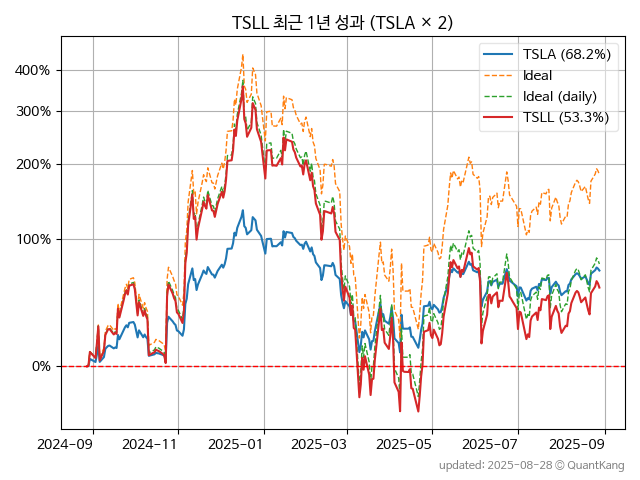 TSLL 최근 1년 성과 (TSLA × 2)
TSLA (68.2%)
Ideal
Ideal (daily)
TSLL (53.3%)
400%
300%
200%
100%
0%
2024-09 2024-11 2025-01 2025-03 2025-05 2025-07 2025-09
updated: 2025-08-28 © QuantKang